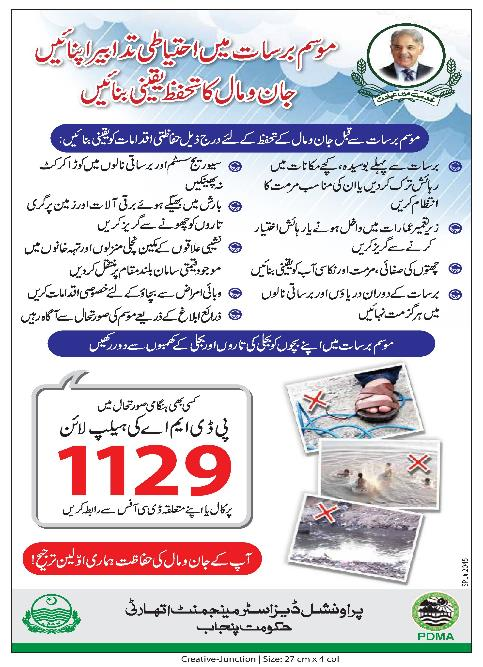 موسم برسات میں احتیاطی تدابیر اپنائیں
جان و مال کا تحفظ یقینی بنائیں
موسم برسات سے قبل جان و مال کے تحفظ کے لئے درج ذیل حفاظتی اقدامات کو یقینی بنائیں:
برسات سے پہلے بوسیدہ، کچے مکانات میں
رہائش ترک کر دیں یا ان کی مناسب مرمت کا
انتظام کریں
زیر تعمیر عمارات میں داخل ہونے یا رہائش اختیار
کرنے سے گریز کریں
چھتوں کی صفائی، مرمت اور نکاسی آب کو یقینی بنائیں
برسات کے دوران دریاؤں اور برساتی نالوں
میں ہرگز مت نہائیں
سیوریج سسٹم اور برساتی نالوں میں کوڑا کرکٹ
نہ پھینکیں
بارش میں بھیگے ہوئے برقی آلات اور زمین پر گری
تاروں کو چھونے سے گریز کریں
نشیبی علاقوں کے مکین نچلی منزلوں اور تہہ خانوں میں
موجود قیمتی سامان بلند مقام پر منتقل کر دیں
وبائی امراض سے بچاؤ کے لئے خصوصی اقدامات کریں
ذرائع ابلاغ کے ذریعے موسم کی صورتحال سے آگاہ رہیں
موسم برسات میں اپنے بچوں کو بجلی کی تاروں اور بجلی کے کھمبوں سے دور رکھیں
کسی بھی ہنگامی صورتحال میں
پی ڈی ایم اے کی ہیلپ لائن
1129
پر کال یا اپنے متعلقہ ڈی سی آفس سے رابطہ کریں
آپ کے جان و مال کی حفاظت ہماری اوّلین ترجیح!
پراونشل ڈیزاسٹر مینجمنٹ اتھارٹی
حکومت پنجاب
PDMA
Creative-Junction | Size: 27 cm x 4 col